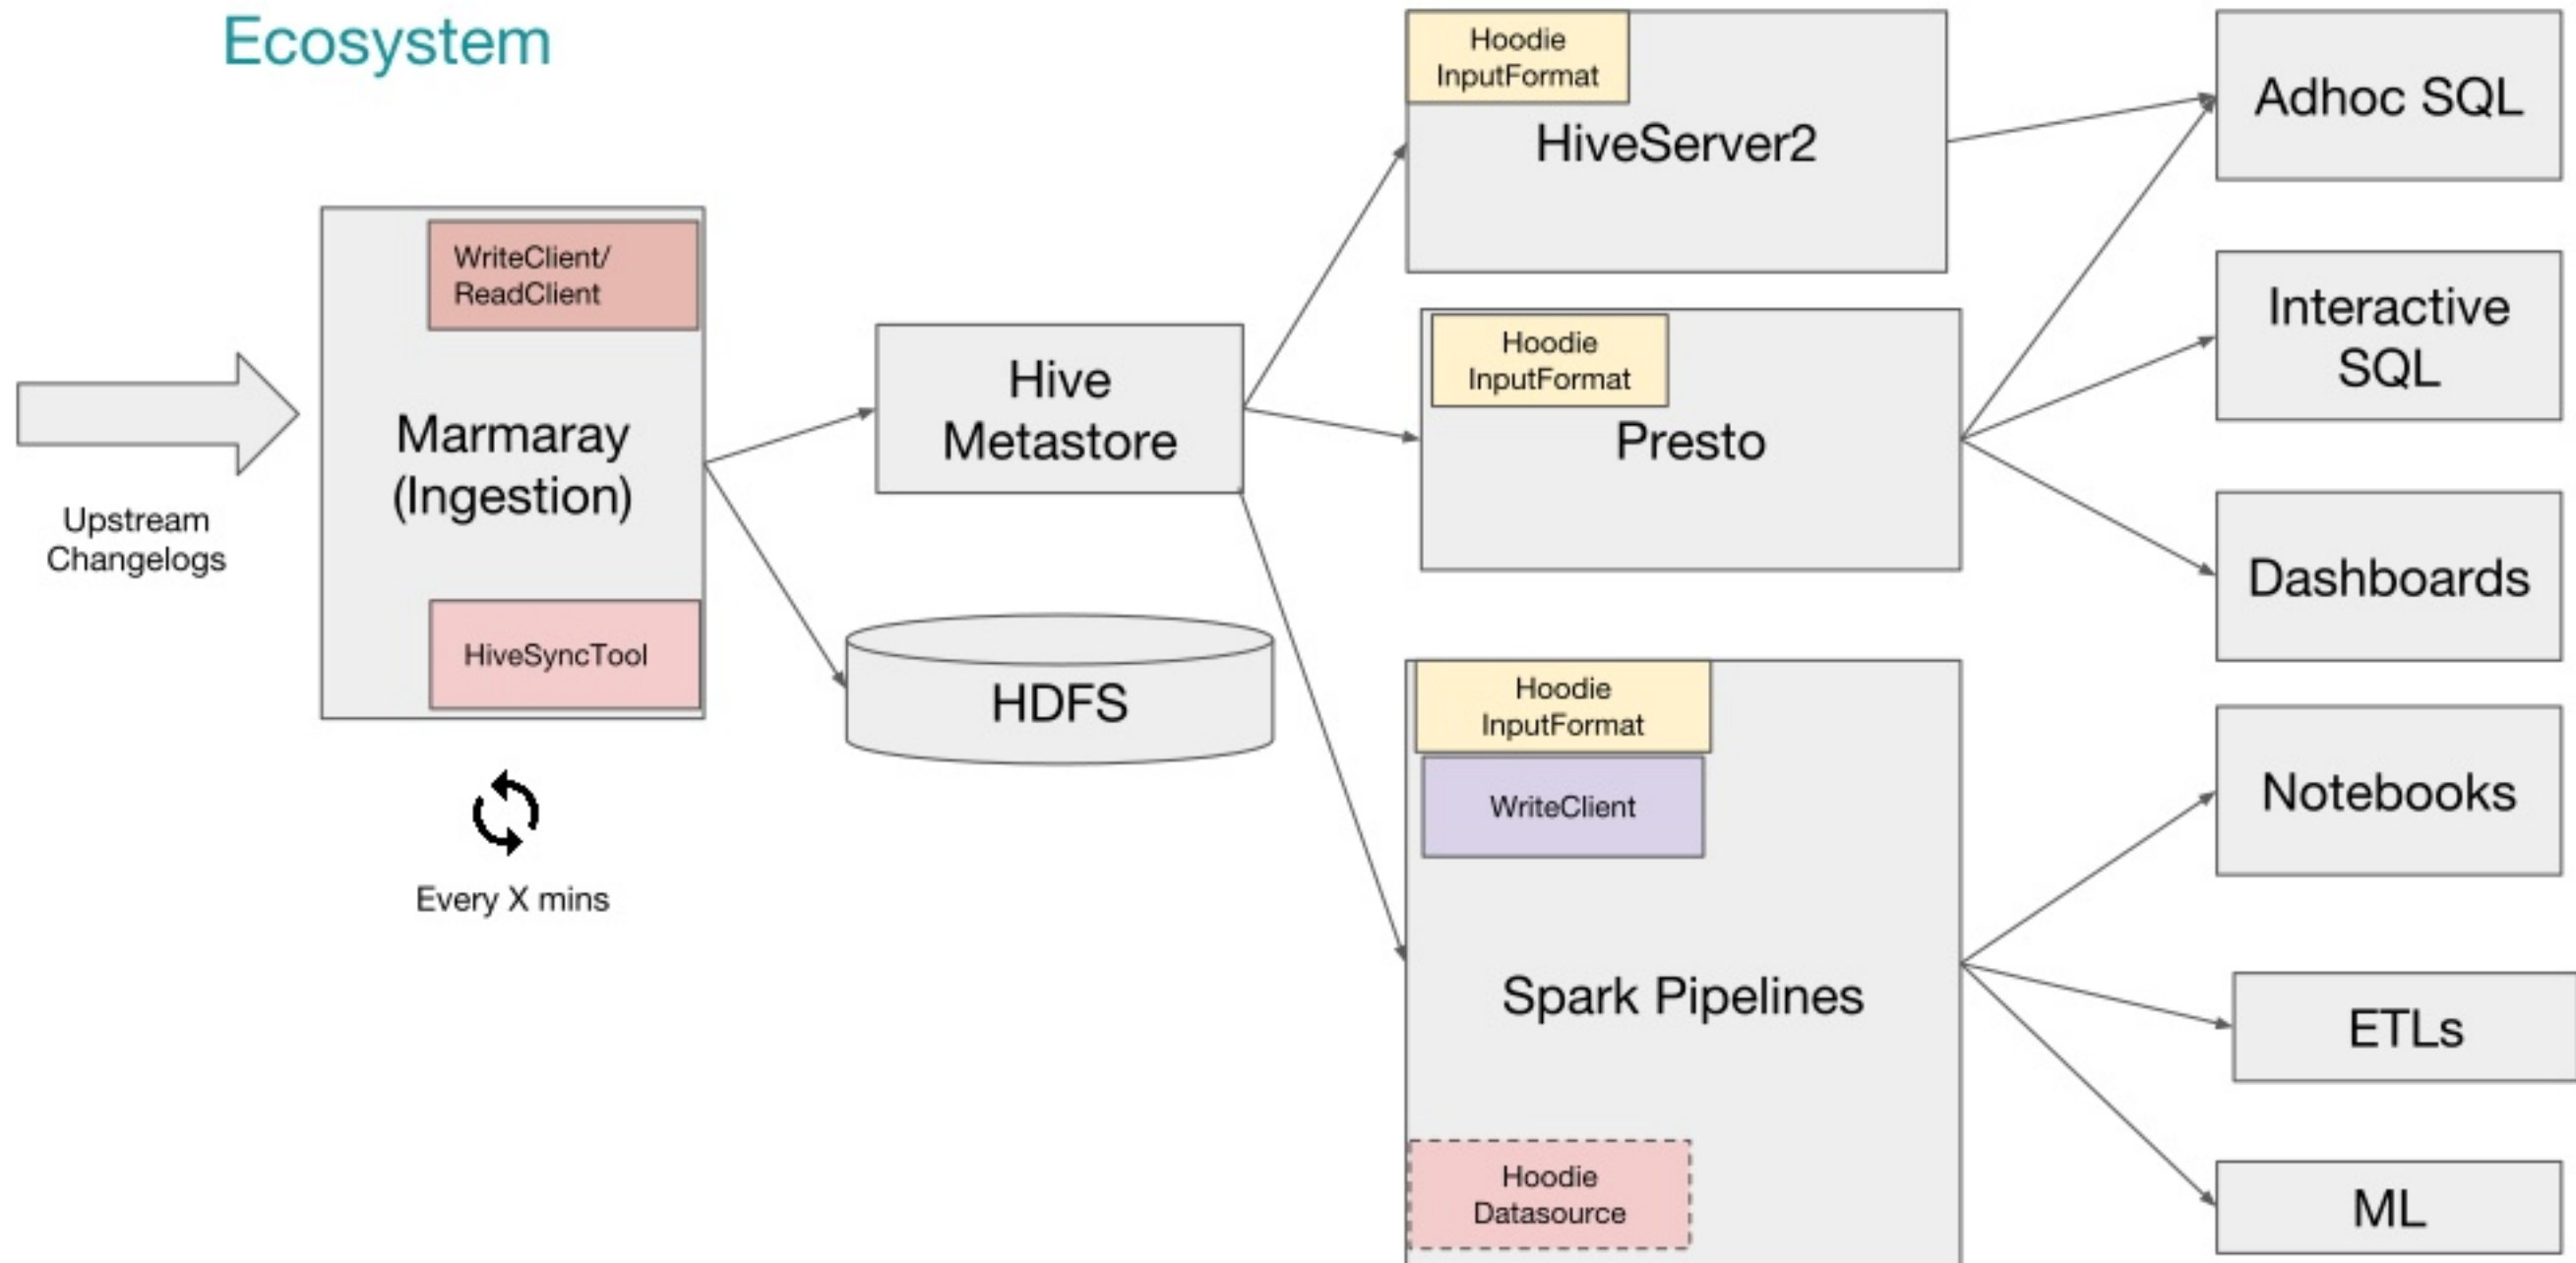 Ecosystem
Upstream
Changelogs
WriteClient/
ReadClient
Marmaray
(Ingestion)
HiveSyncTool
Every X mins
Hive
Metastore
HDFS
Hoodie
InputFormat
HiveServer2
Hoodie
InputFormat
Presto
Hoodie
InputFormat
WriteClient
Spark Pipelines
Hoodie
Datasource
Adhoc SQL
Interactive
SQL
Dashboards
Notebooks
ETLs
ML